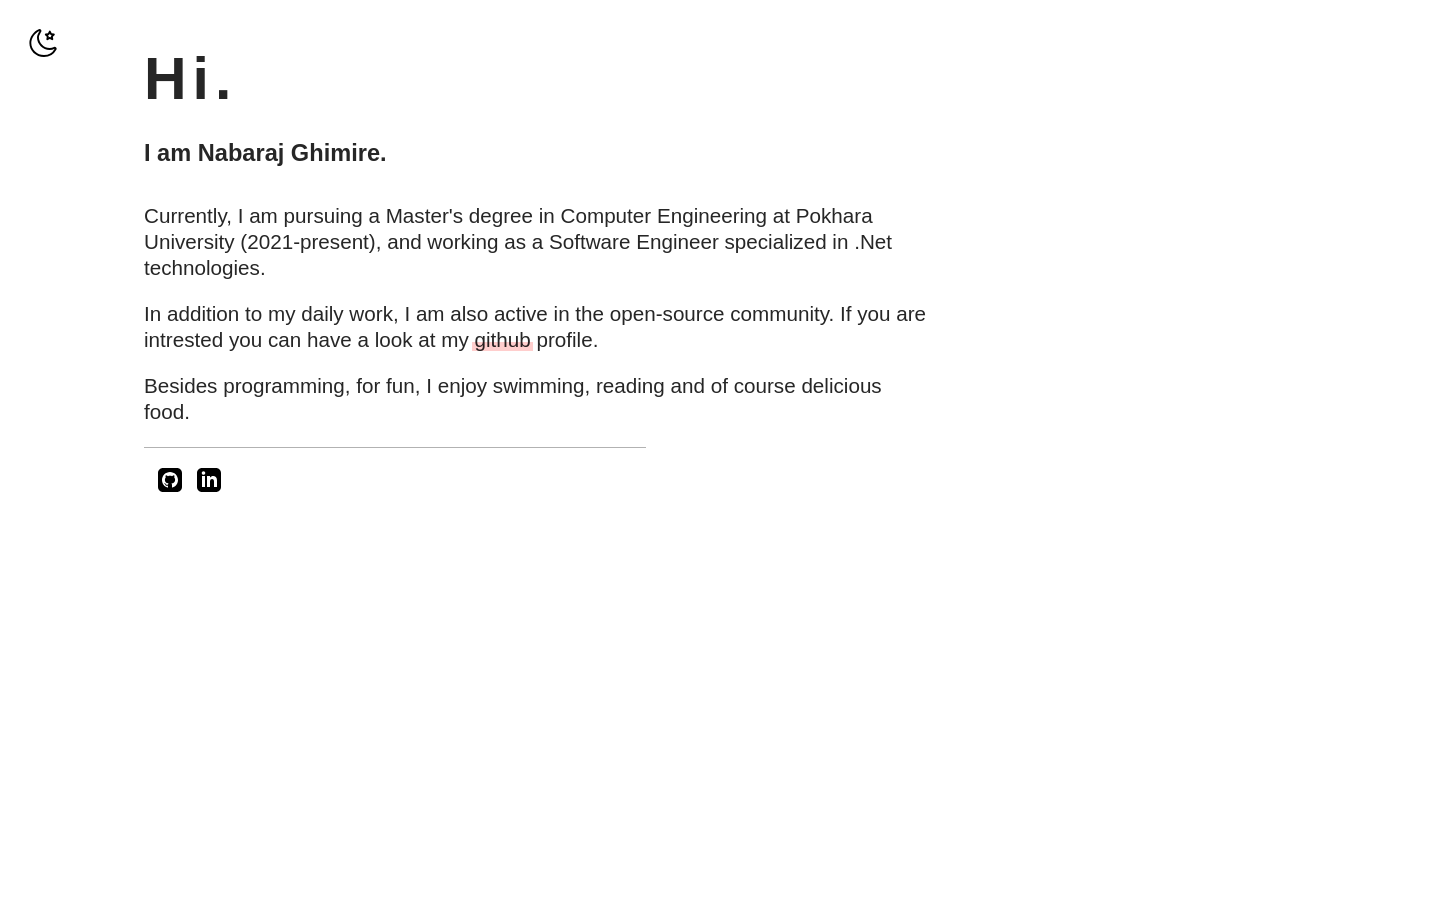 Hi.
I am Nabaraj Ghimire.
Currently, I am pursuing a Master's degree in Computer Engineering at Pokhara
University (2021-present), and working as a Software Engineer specialized in .Net
technologies.
In addition to my daily work, I am also active in the open-source community. If you are
intrested you can have a look at my github profile.
Besides programming, for fun, I enjoy swimming, reading and of course delicious
food.
in